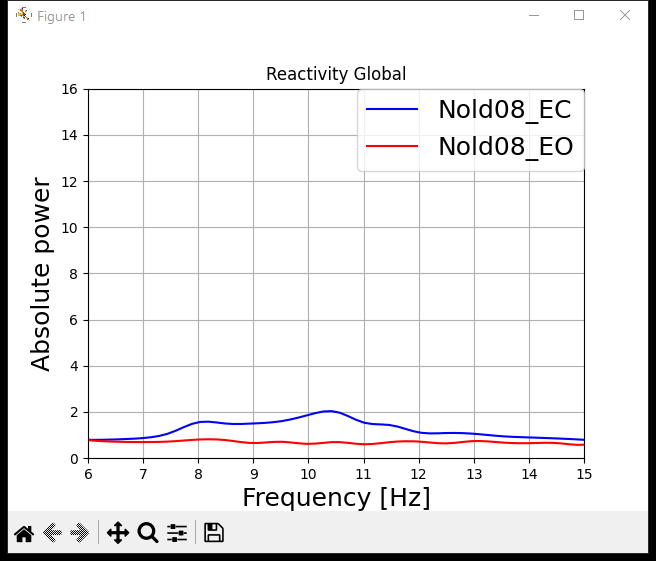 Figure 1
Reactivity Global
Nold08_EC
Nold08_EO
Absolute power
16
14
12
10
8
6
4
2
0
6 7 8 9 10 11 12 13 14 15
Frequency [Hz]